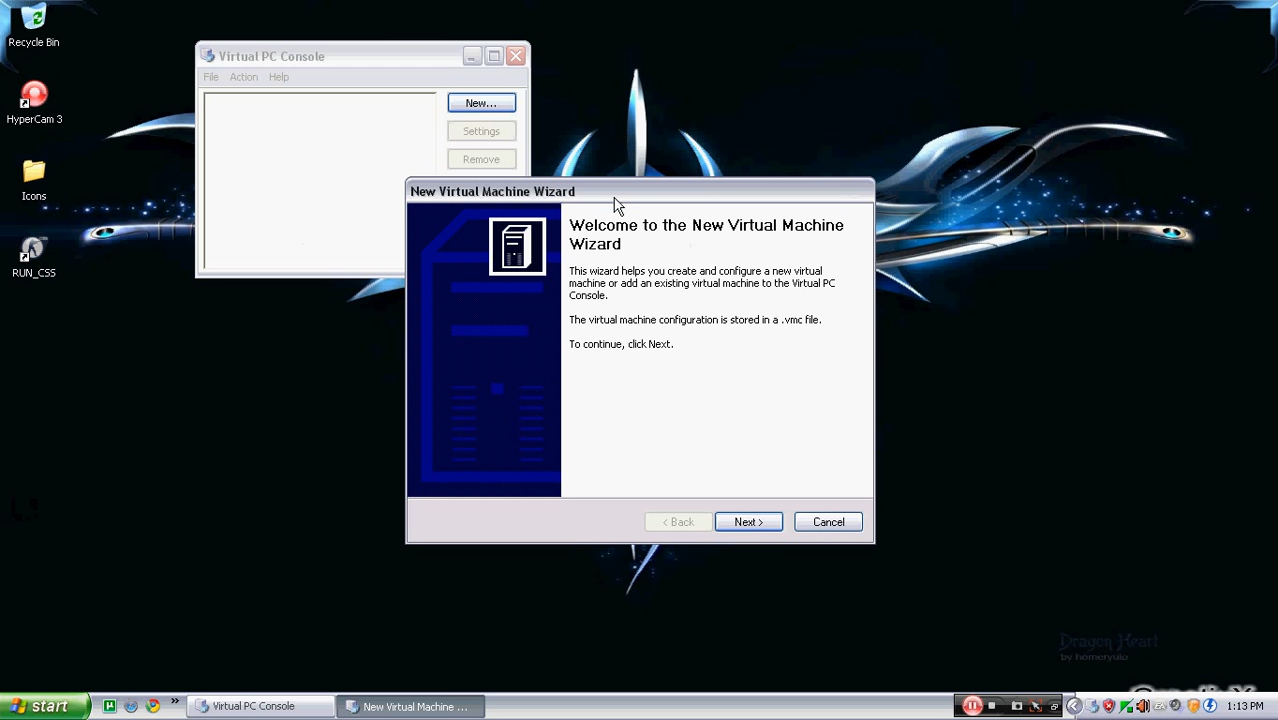 Recycle Bin
HyperCam 3
Icons
RUN_CSS
Virtual PC Console
File Action Help
New...
Settings
Remove
New Virtual Machine Wizard
Welcome to the New Virtual Machine
Wizard
This wizard helps you create and configure a new virtual
machine or add an existing virtual machine to the Virtual PC
Console.
The virtual machine configuration is stored in a .vmc file.
To continue, click Next.
< Back
Next >
Cancel
Dragon Heart
by homeryulo
start
Virtual PC Console
New Virtual Machine ...
1:13 PM